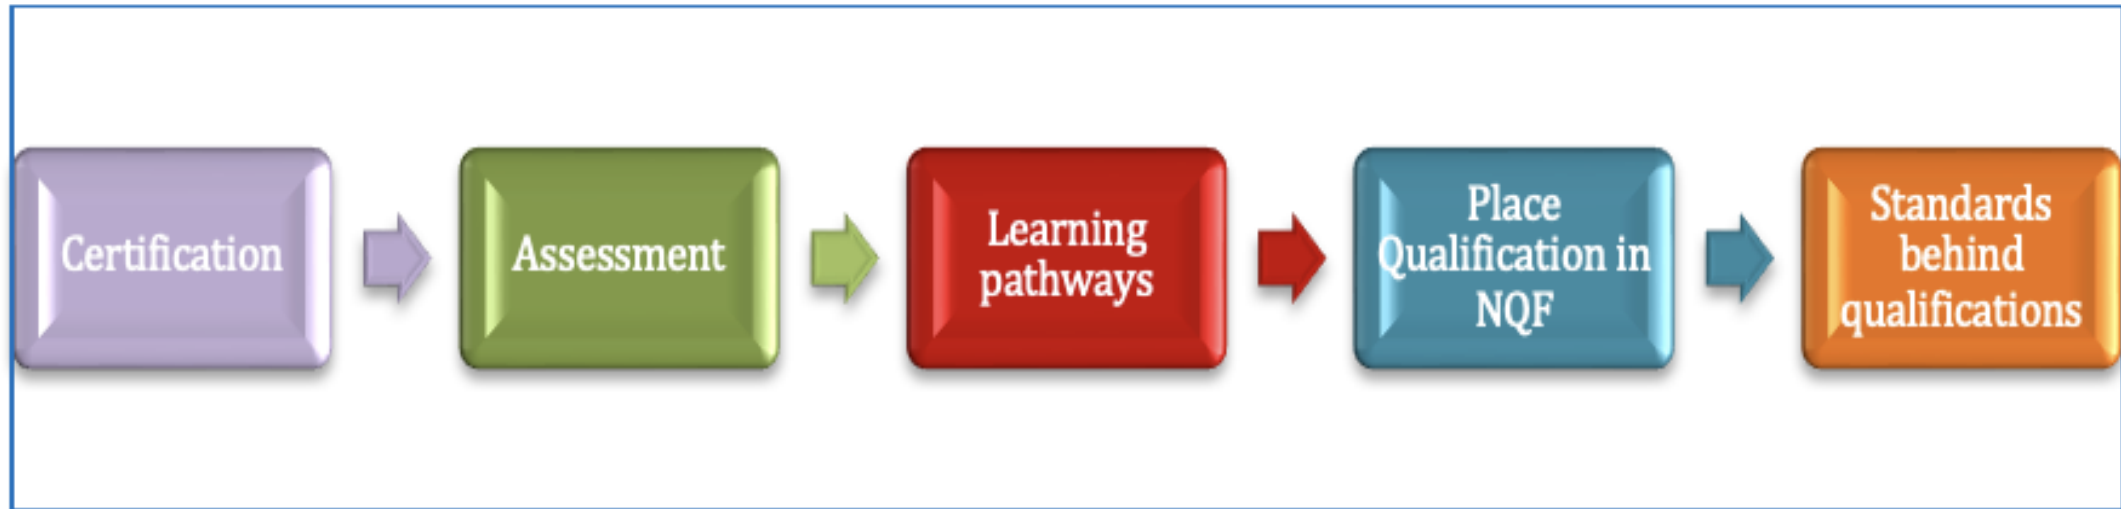 Certification
Assessment
Learning
pathways
Place
Qualification in
NQF
Standards
behind
qualifications